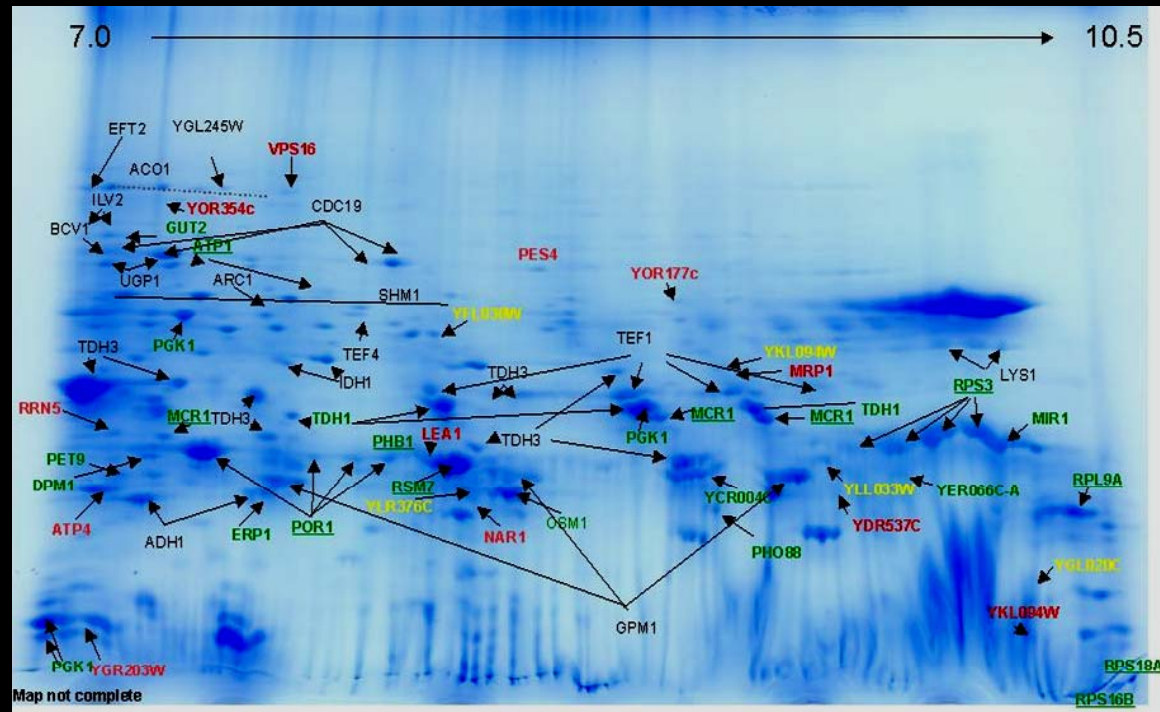 7.0 10.5
EFT2 YGL245W
VPS16
ACO1
ILV2 YOR354c CDC19
BCV1 GUT2
ATP1 PES4
UGP1 ARC1 YOR177c
SHM1
PGK1 YFL030W
TDH3 TEF4 TEF1 YKL094W
IDH1 TDH3 MRP1 LYS1
RPS3
RRN5 MCR1 TDH3 TDH1 MCR1 MCR1 TDH1
PHB1 LEA1 TDH3 PGK1 MIR1
PET9
DPM1 RSM7 YCR004C YLL033W YER066C-A RPL9A
ATP4 ERP1 POR1 YLR376C OSM1 YDR537C
ADH1 NAR1 PHO88
YGL020C
GPM1 YKL094W
PGK1 YGR203W RPS18A
Map not complete RPS16B